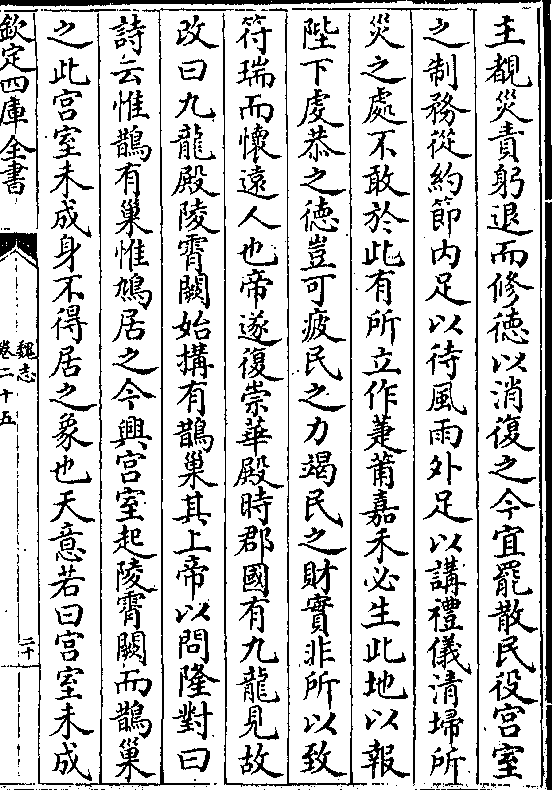 主覩災責躬退而修徳以消復之今宜罷散民役宫室
之制務從約節内足以待風雨外足以講禮儀清埽所
災之處不敢於此有所立作萐莆嘉禾必生此地以報
陛下䖍恭之徳豈可疲民之力竭民之財實非所以致
符瑞而懷逺人也帝遂復崇華殿時郡國有九龍見故
改曰九龍殿陵霄闕始搆有鵲巢其上帝以問隆對曰
詩云惟鵲有巢惟鳩居之今興宫室起陵霄闕而鵲巢
之此宫室未成身不得居之象也天意若曰宫室未成
欽定四庫全書
魏志
卷二十五
二十